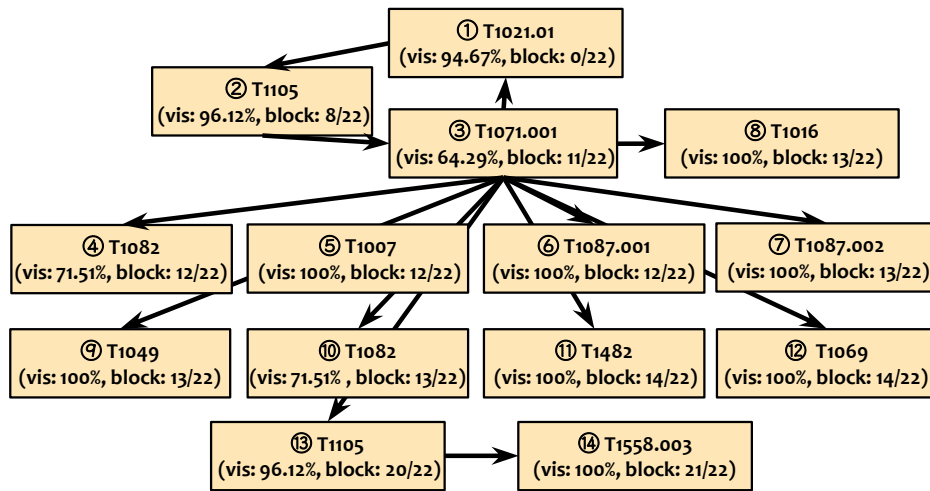 ① T1021.01
(vis: 94.67%, block: 0/22)
② T1105
(vis: 96.12%, block: 8/22)
③ T1071.001
(vis: 64.29%, block: 11/22)
⑧ T1016
(vis: 100%, block: 13/22)
④ T1082
(vis: 71.51%, block: 12/22)
⑤ T1007
(vis: 100%, block: 12/22)
⑥ T1087.001
(vis: 100%, block: 12/22)
⑦ T1087.002
(vis: 100%, block: 13/22)
⑨ T1049
(vis: 100%, block: 13/22)
⑩ T1082
(vis: 71.51% , block: 13/22)
⑪ T1482
(vis: 100%, block: 14/22)
⑫ T1069
(vis: 100%, block: 14/22)
⑬ T1105
(vis: 96.12%, block: 20/22)
⑭ T1558.003
(vis: 100%, block: 21/22)